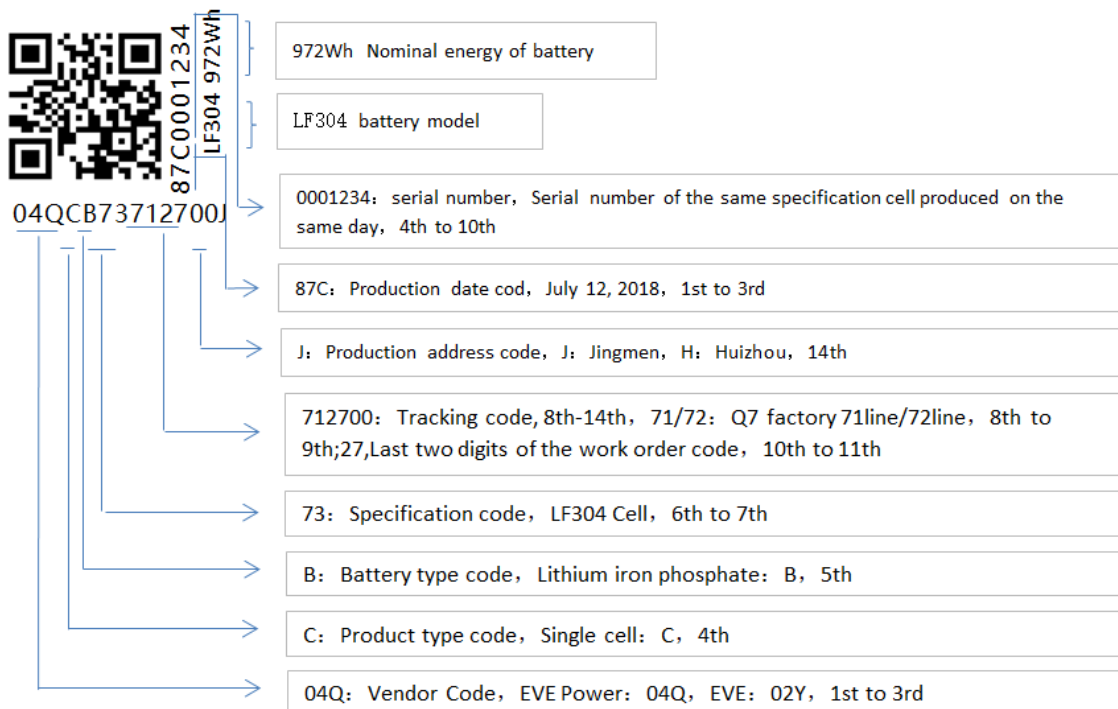 87C0001234
LF304 972Wh
04QCB73712700J
972Wh Nominal energy of battery
LF304 battery model
0001234：serial number，Serial number of the same specification cell produced on the
same day，4th to 10th
87C：Production date cod，July 12, 2018，1st to 3rd
J：Production address code，J：Jingmen，H：Huizhou，14th
712700：Tracking code, 8th-14th，71/72：Q7 factory 71line/72line，8th to
9th;27,Last two digits of the work order code，10th to 11th
73：Specification code，LF304 Cell，6th to 7th
B：Battery type code，Lithium iron phosphate：B，5th
C：Product type code，Single cell：C，4th
04Q：Vendor Code，EVE Power：04Q，EVE：02Y，1st to 3rd